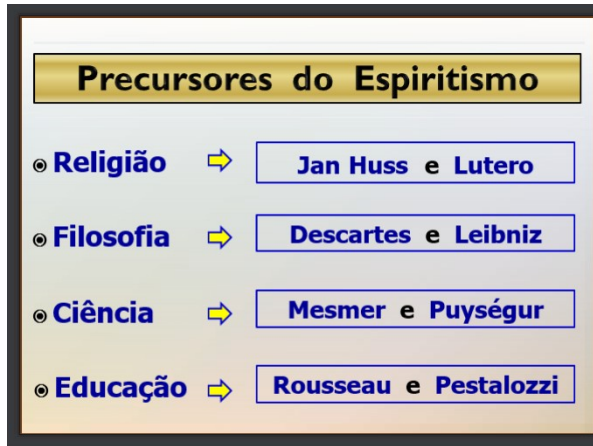 Precursores do Espiritismo
Religião Jan Huss e Lutero
Filosofia Descartes e Leibniz
Ciência Mesmer e Puységur
Educação Rousseau e Pestalozzi